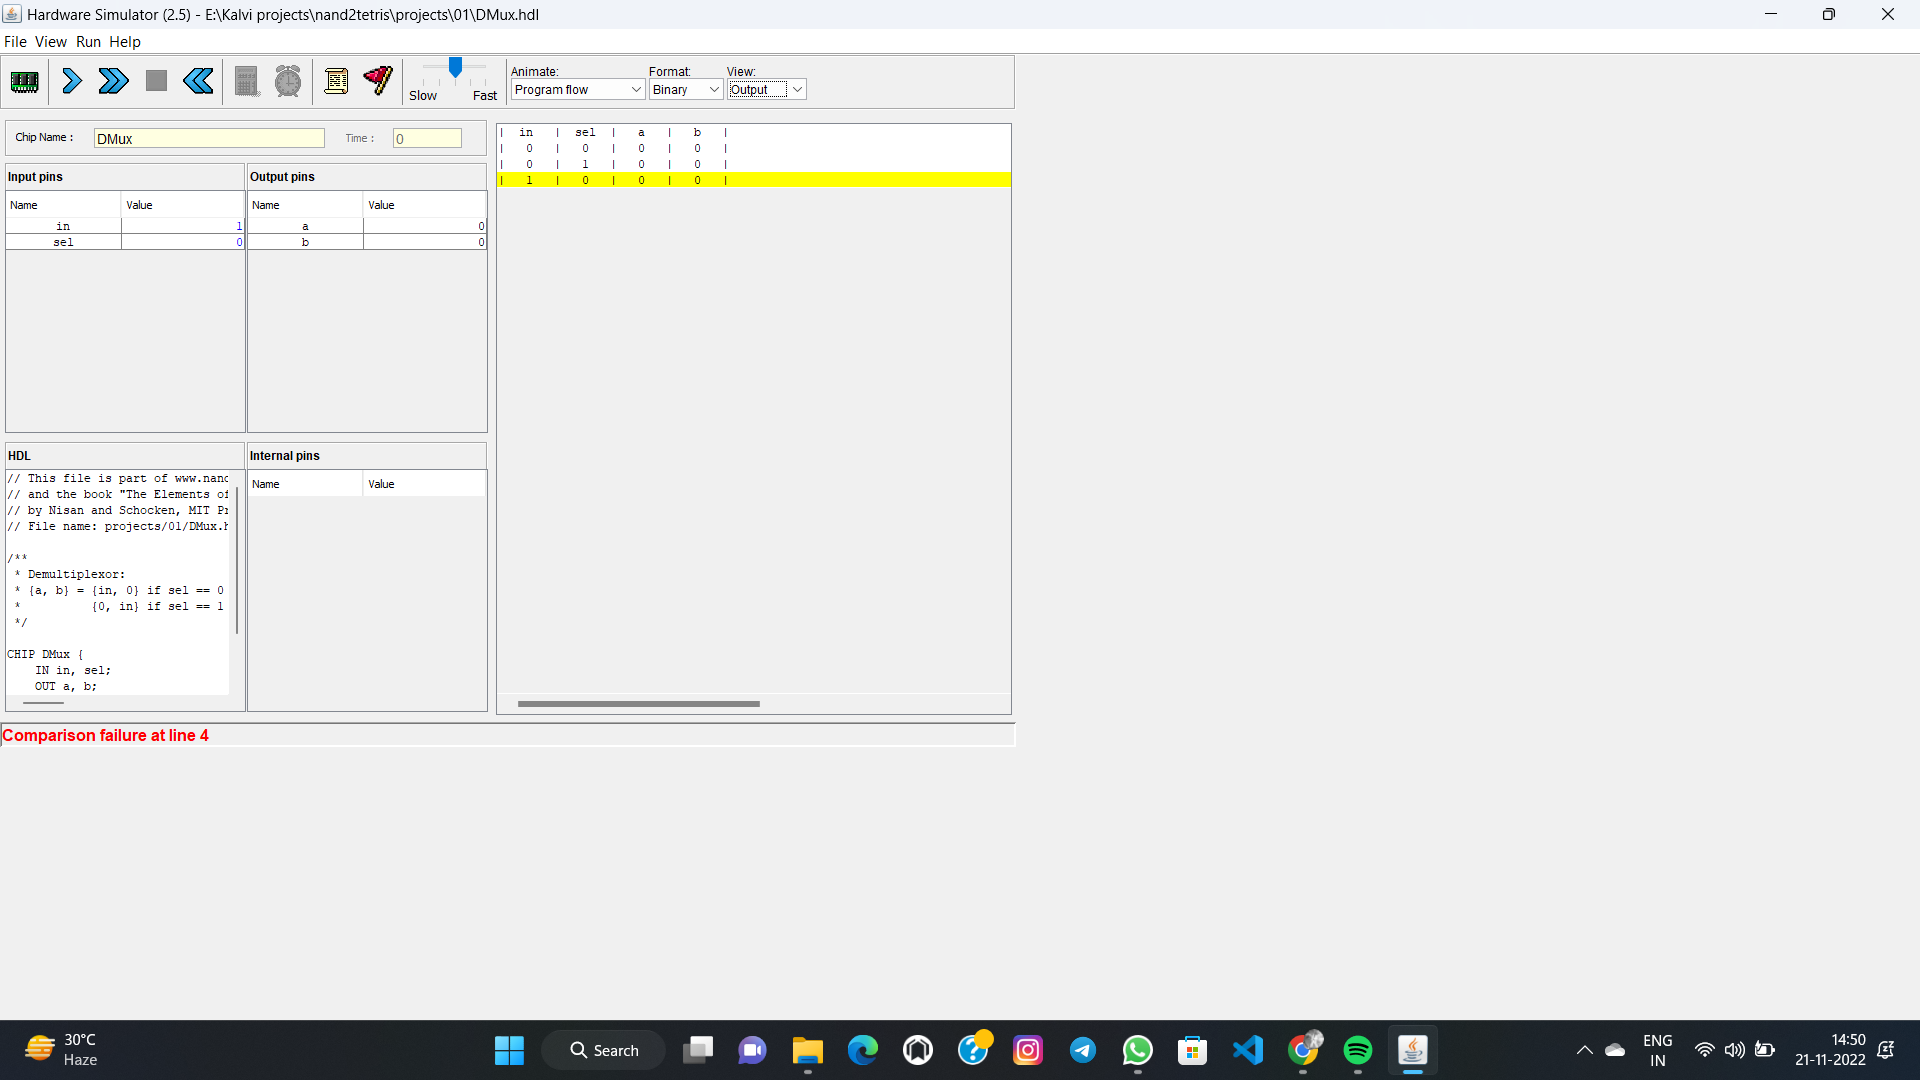 Hardware Simulator (2.5) - E:\Kalvi projects\nand2tetris\projects\01\DMux.hdl
File View Run Help
Slow Fast
Animate: Format: View:
Program flow Binary Output
Chip Name : DMux Time : 0
Input pins Output pins
Name Value Name Value
in 1 a 0
sel 0 b 0
| in | sel | a | b |
| 0 | 0 | 0 | 0 |
| 0 | 1 | 0 | 0 |
| 1 | 0 | 0 | 0 |
HDL Internal pins
Name Value
// This file is part of www.nand
// and the book "The Elements of
// by Nisan and Schocken, MIT Pr
// File name: projects/01/DMux.h
/**
* Demultiplexor:
* {a, b} = {in, 0} if sel == 0
* {0, in} if sel == 1
*/
CHIP DMux {
IN in, sel;
OUT a, b;
Comparison failure at line 4
30°C
Haze
Search
ENG
IN
14:50
21-11-2022